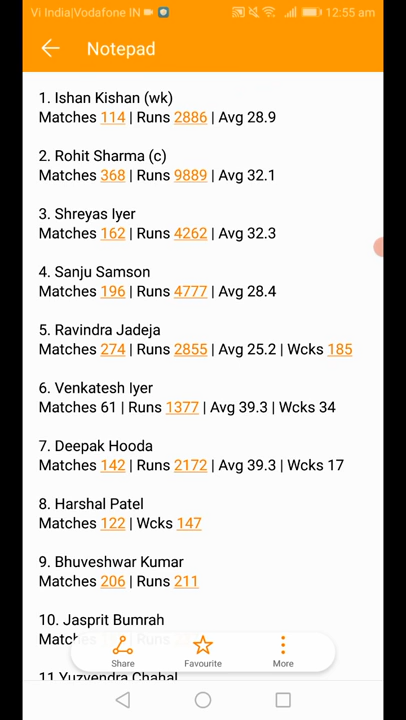 Vi India|Vodafone IN 12:55 am
Notepad
1. Ishan Kishan (wk)
Matches 114 | Runs 2886 | Avg 28.9
2. Rohit Sharma (c)
Matches 368 | Runs 9889 | Avg 32.1
3. Shreyas Iyer
Matches 162 | Runs 4262 | Avg 32.3
4. Sanju Samson
Matches 196 | Runs 4777 | Avg 28.4
5. Ravindra Jadeja
Matches 274 | Runs 2855 | Avg 25.2 | Wcks 185
6. Venkatesh Iyer
Matches 61 | Runs 1377 | Avg 39.3 | Wcks 34
7. Deepak Hooda
Matches 142 | Runs 2172 | Avg 39.3 | Wcks 17
8. Harshal Patel
Matches 122 | Wcks 147
9. Bhuveshwar Kumar
Matches 206 | Runs 211
10. Jasprit Bumrah
Share Favourite More
11 Yuzvendra Chahal